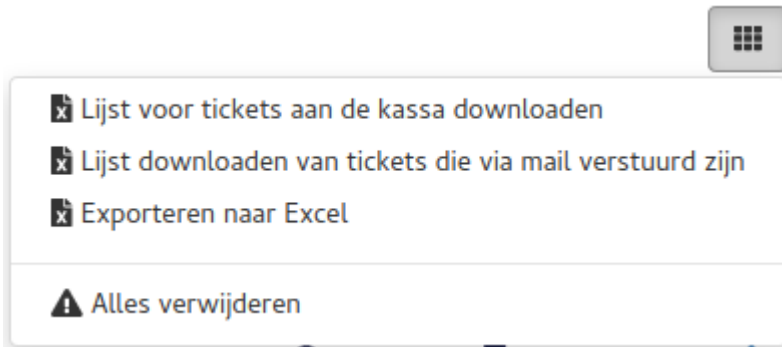 Lijst voor tickets aan de kassa downloaden
Lijst downloaden van tickets die via mail verstuurd zijn
Exporteren naar Excel
Alles verwijderen